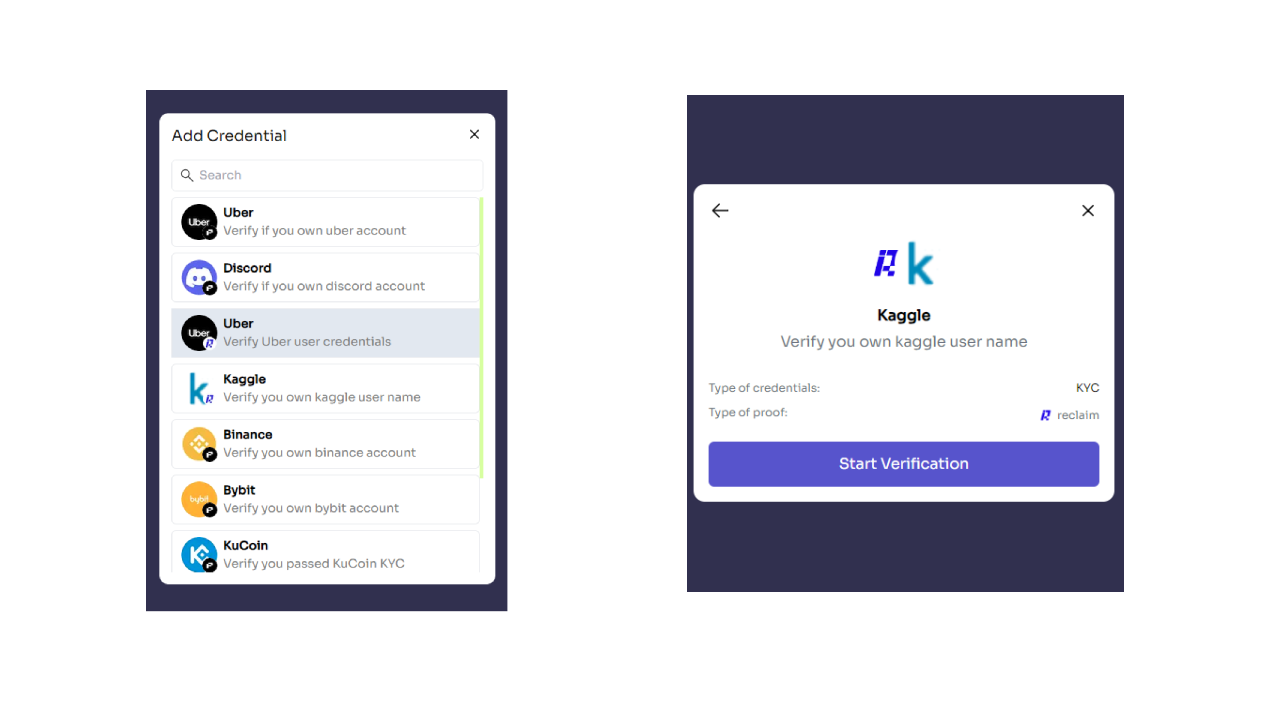 Add Credential
Search
Uber
Uber
Verify if you own uber account
Discord
Verify if you own discord account
Uber
Uber
Verify Uber user credentials
k
Kaggle
Verify you own kaggle user name
Binance
Verify you own binance account
bybit
Bybit
Verify you own bybit account
KuCoin
Verify you passed KuCoin KYC
k
Kaggle
Verify you own kaggle user name
Type of credentials: KYC
Type of proof: reclaim
Start Verification